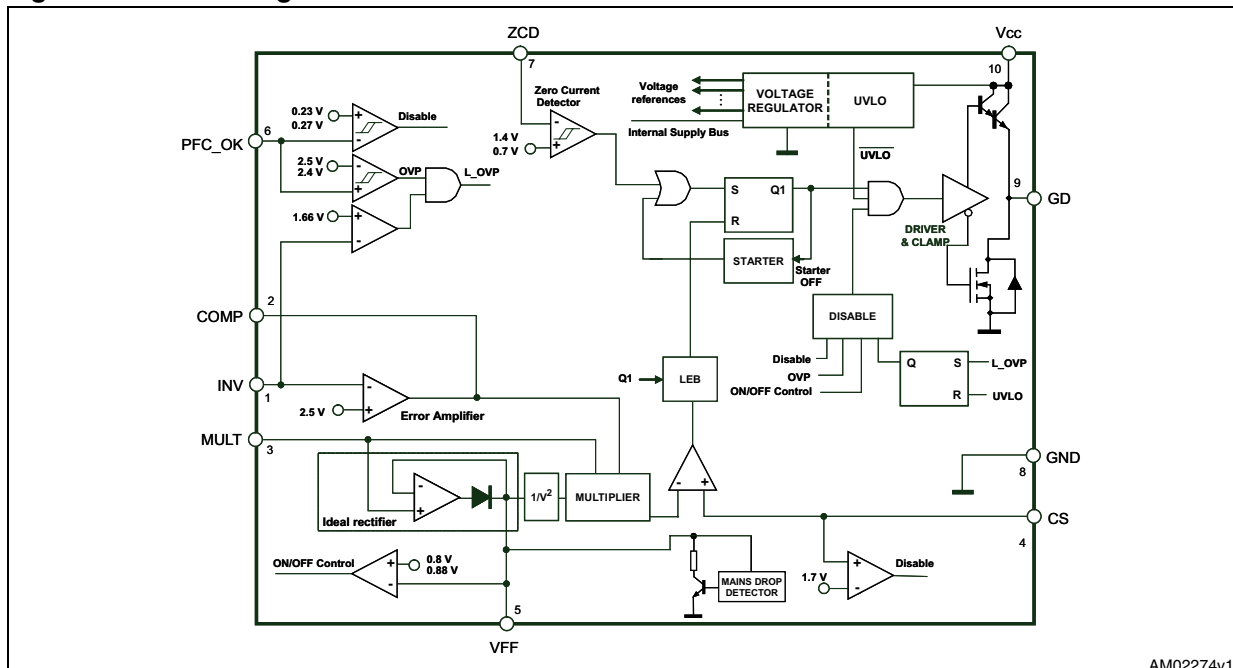 ZCD
7
Vcc
10
Zero Current
Detector
1.4 V
0.7 V
Voltage
references
Internal Supply Bus
VOLTAGE
REGULATOR
UVLO
UVLO
0.23 V
0.27 V
Disable
6
PFC_OK
2.5 V
2.4 V
OVP
L_OVP
1.66 V
S
Q1
R
STARTER
Starter
OFF
9
GD
DRIVER
& CLAMP
DISABLE
Disable
OVP
ON/OFF Control
Q
S
L_OVP
R
UVLO
2
COMP
INV
1
2.5 V
Error Amplifier
Q1
LEB
MULT
3
Ideal rectifier
1/V2
MULTIPLIER
GND
8
CS
4
ON/OFF Control
0.8 V
0.88 V
MAINS DROP
DETECTOR
1.7 V
Disable
5
VFF
AM02274v1